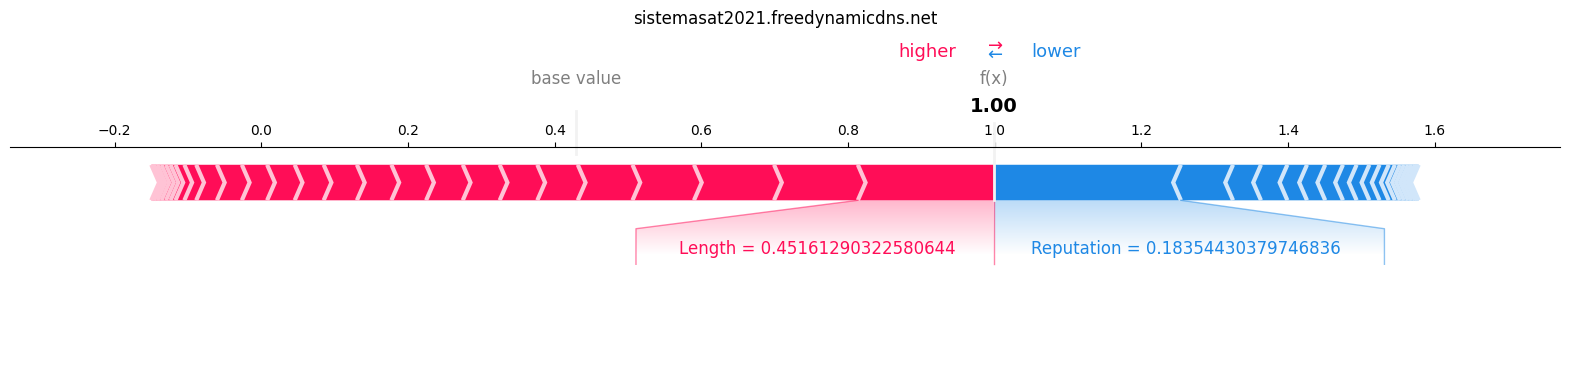 sistemasat2021.freedynamicdns.net
higher ⇄ lower
base value f(x)
1.00
−0.2 0.0 0.2 0.4 0.6 0.8 1.0 1.2 1.4 1.6
Length = 0.45161290322580644 Reputation = 0.18354430379746836